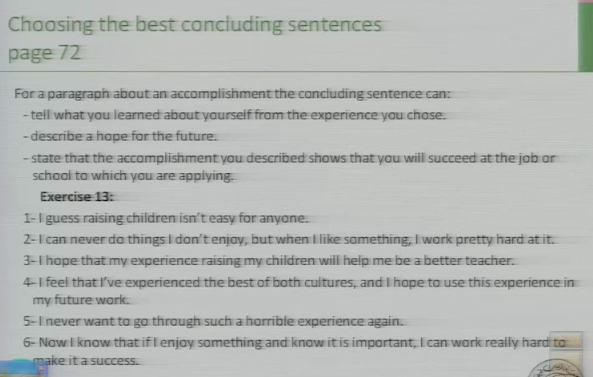 Choosing the best concluding sentences
page 72
For a paragraph about an accomplishment the concluding sentence can:
- tell what you learned about yourself from the experience you chose.
- describe a hope for the future.
- state that the accomplishment you described shows that you will succeed at the job or
school to which you are applying.
Exercise 13:
1- I guess raising children isn't easy for anyone.
2- I can never do things I don't enjoy, but when I like something, I work pretty hard at it.
3- I hope that my experience raising my children will help me be a better teacher.
4- I feel that I've experienced the best of both cultures, and I hope to use this experience in
my future work.
5- I never want to go through such a horrible experience again.
6- Now I know that if I enjoy something and know it is important, I can work really hard to
make it a success.